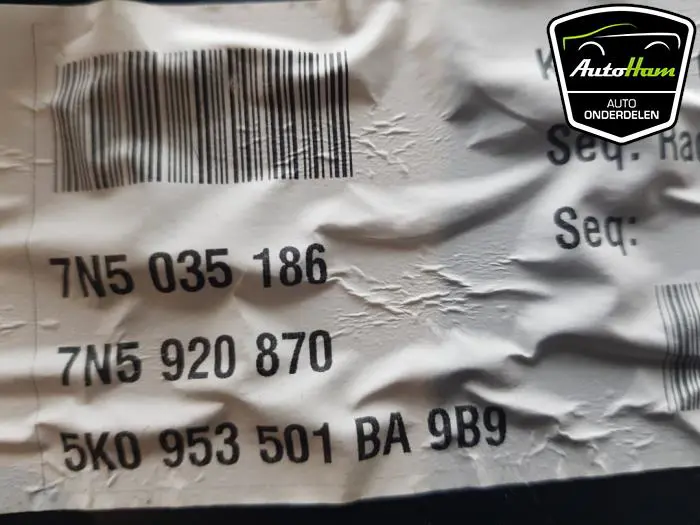 AutoHam
AUTO
ONDERDELEN
Seq:
Seq:
7N5 035 186
7N5 920 870
5K0 953 501 BA 9B9